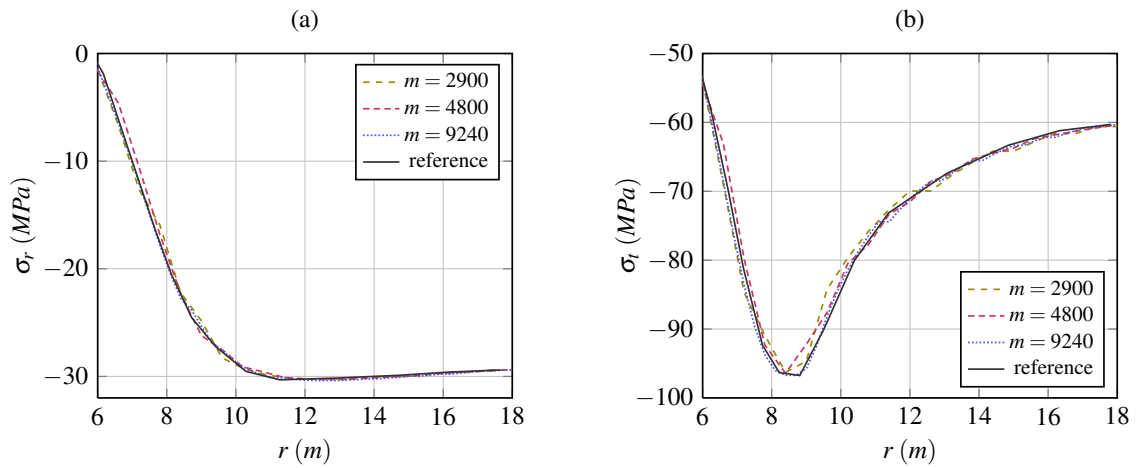 (a)
0
−10
−20
−30
6
8
10
12
14
16
18
r (m)
σr (MPa)
m = 2900
m = 4800
m = 9240
reference
(b)
−50
−60
−70
−80
−90
−100
6
8
10
12
14
16
18
r (m)
σt (MPa)
m = 2900
m = 4800
m = 9240
reference